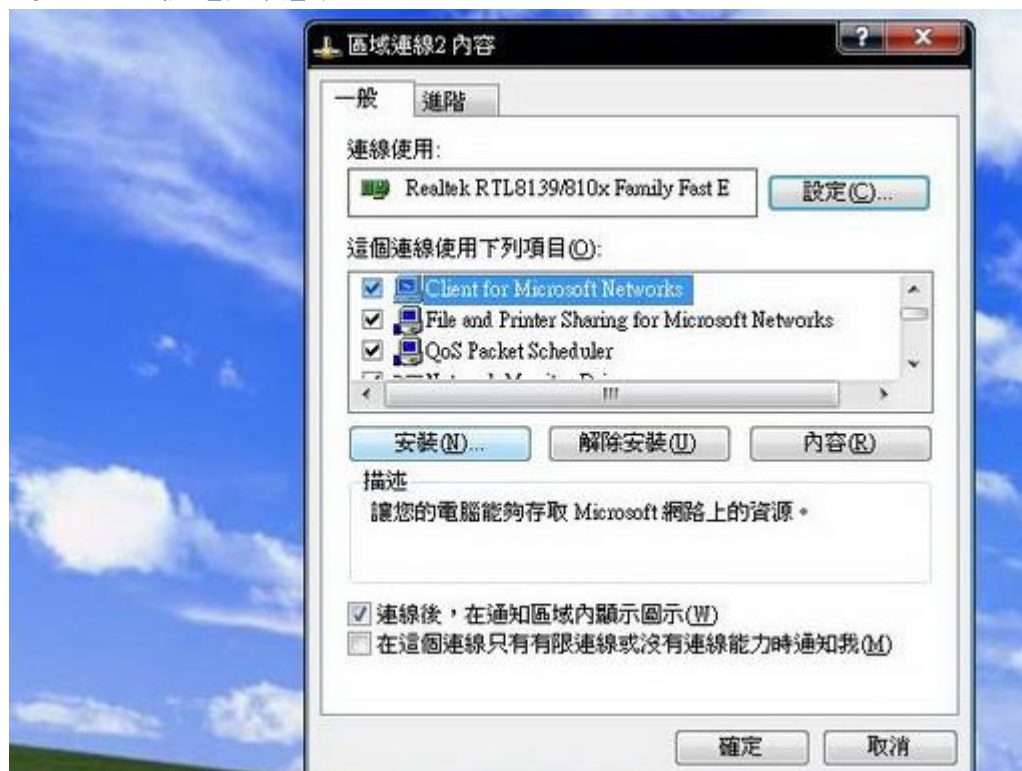 區域連線2 內容
一般 進階
連線使用:
Realtek RTL8139/810x Family Fast E 設定(C)...
這個連線使用下列項目(O):
Client for Microsoft Networks
File and Printer Sharing for Microsoft Networks
QoS Packet Scheduler
安裝(N)... 解除安裝(U) 內容(R)
描述
讓您的電腦能夠存取 Microsoft 網路上的資源。
連線後，在通知區域內顯示圖示(W)
在這個連線只有有限連線或沒有連線能力時通知我(M)
確定 取消